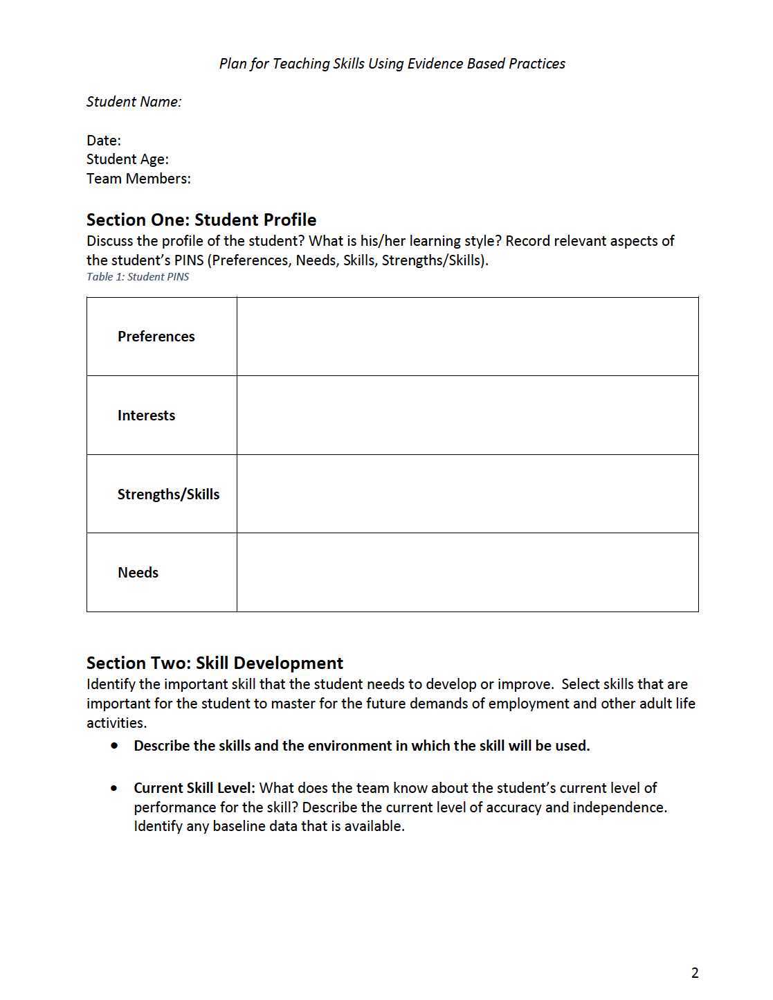 Plan for Teaching Skills Using Evidence Based Practices
Student Name:
Date:
Student Age:
Team Members:
Section One: Student Profile
Discuss the profile of the student? What is his/her learning style? Record relevant aspects of
the student’s PINS (Preferences, Needs, Skills, Strengths/Skills).
Table 1: Student PINS
Preferences
Interests
Strengths/Skills
Needs
Section Two: Skill Development
Identify the important skill that the student needs to develop or improve.  Select skills that are
important for the student to master for the future demands of employment and other adult life
activities.
• Describe the skills and the environment in which the skill will be used.
• Current Skill Level: What does the team know about the student’s current level of
performance for the skill? Describe the current level of accuracy and independence.
Identify any baseline data that is available.
2